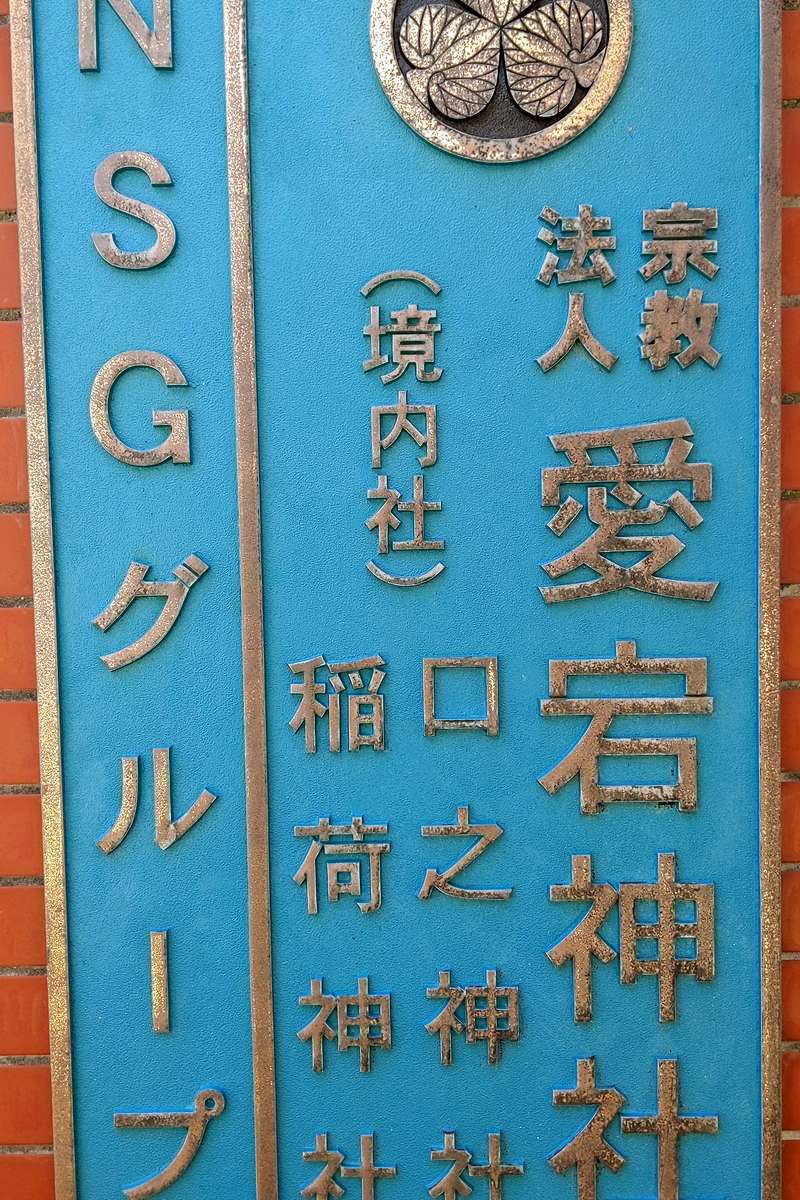 宗教法人
愛宕神社
(境内社)
口之神社
稲荷神社
NSGグループ